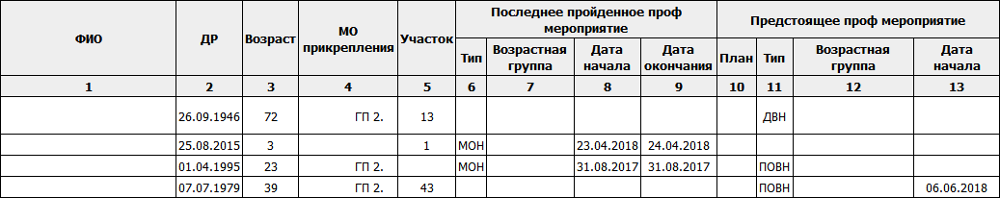 ФИО ДР Возраст МО прикрепления Участок Последнее пройденное проф мероприятие Предстоящее проф мероприятие
Тип Возрастная группа Дата начала Дата окончания План Тип Возрастная группа Дата начала
1 2 3 4 5 6 7 8 9 10 11 12 13
26.09.1946 72 ГП 2. 13 ДВН
25.08.2015 3 1 МОН 23.04.2018 24.04.2018
01.04.1995 23 ГП 2. МОН 31.08.2017 31.08.2017 ПОВН
07.07.1979 39 ГП 2. 43 ПОВН 06.06.2018